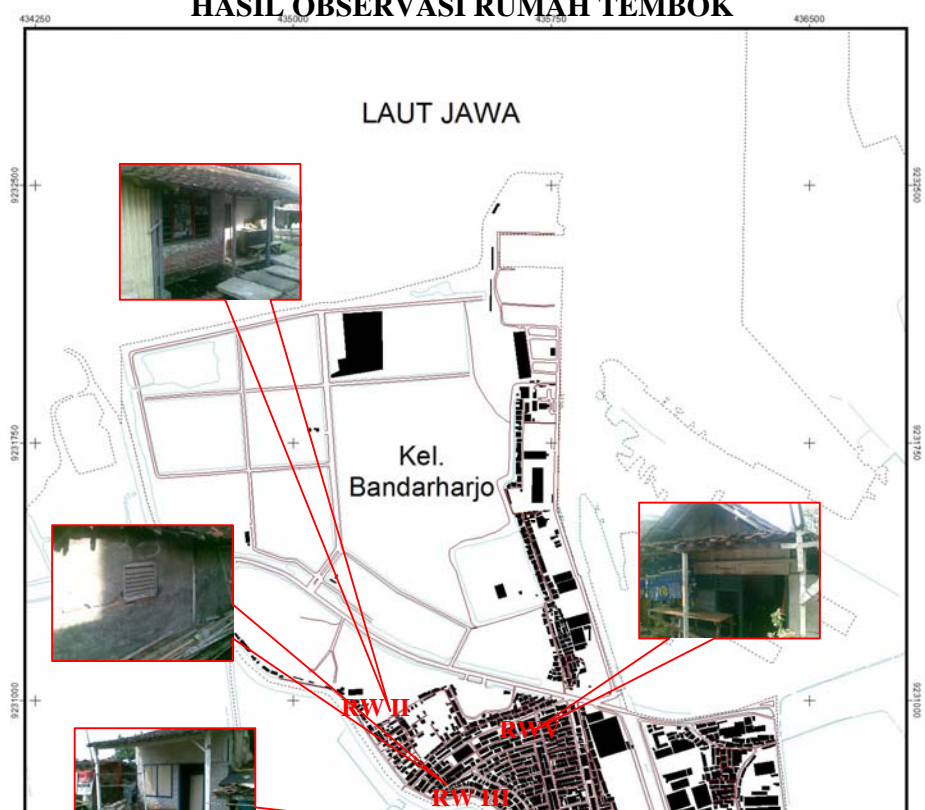 HASIL OBSERVASI RUMAH TEMBOK
434250 435000 435750 436500
LAUT JAWA
9232500 9232500
9231750 9231750
Kel.
Bandarharjo
9231000 9231000
RW II
RWV
RW III